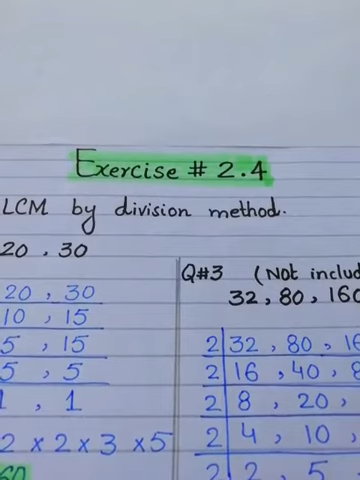 Exercise # 2.4
LCM by division method.
20 , 30
20 , 30
10 , 15
5 , 15
5 , 5
1 , 1
2 × 2 × 3 × 5
60
Q#3 (Not includ
32, 80, 160
2 32 , 80 , 16
2 16 , 40 , 8
2 8 , 20 ,
2 4 , 10 ,
2 2 , 5